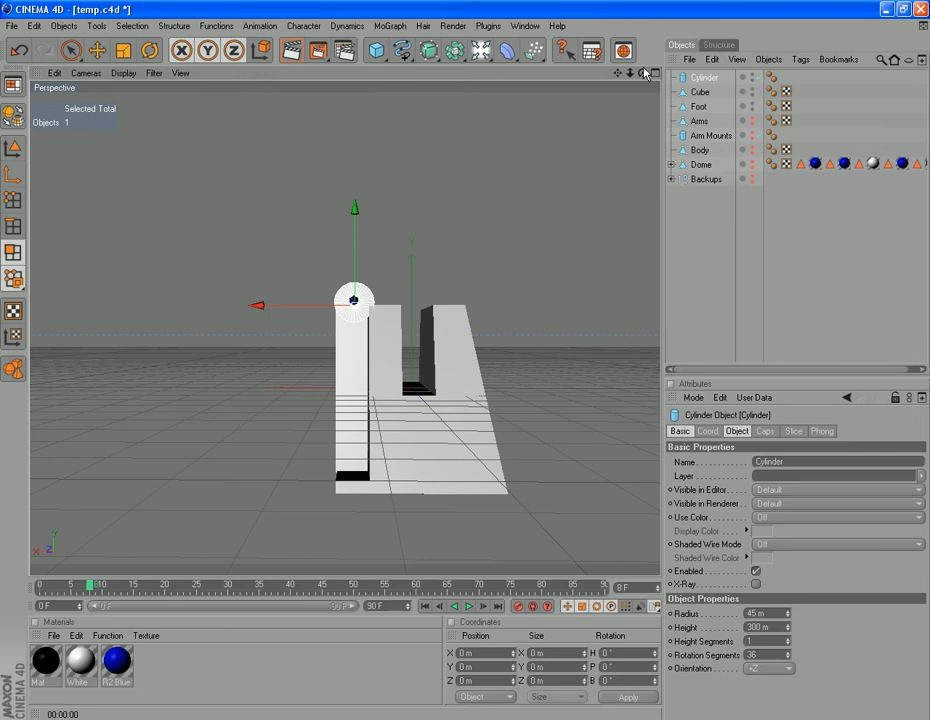 CINEMA 4D - [temp.c4d *]
File Edit Objects Tools Selection Structure Functions Animation Character Dynamics MoGraph Hair Render Plugins Window Help
Edit Cameras Display Filter View
Perspective
Selected Total
Objects 1
Y
Y
X Z
Objects Structure
File Edit View Objects Tags Bookmarks
Cylinder
Cube
Foot
Arms
Arm Mounts
Body
Dome
Backups
Attributes
Mode Edit User Data
Cylinder Object [Cylinder]
Basic Coord. Object Caps Slice Phong
Basic Properties
Name Cylinder
Layer
Visible in Editor Default
Visible in Renderer Default
Use Color Off
Display Color
Shaded Wire Mode Off
Shaded Wire Color
Enabled
X-Ray
Object Properties
Radius 45 m
Height 300 m
Height Segments 1
Rotation Segments 36
Orientation +Z
0 5 10 15 20 25 30 35 40 45 50 55 60 65 70 75 80 85 90 8 F
0 F 0 F 90 F 90 F
Materials
File Edit Function Texture
Mat White R2 Blue
Coordinates
Position Size Rotation
X 0 m X 0 m H 0 °
Y 0 m Y 0 m P 0 °
Z 0 m Z 0 m B 0 °
Object Size Apply
MAXON CINEMA 4D
00:00:00